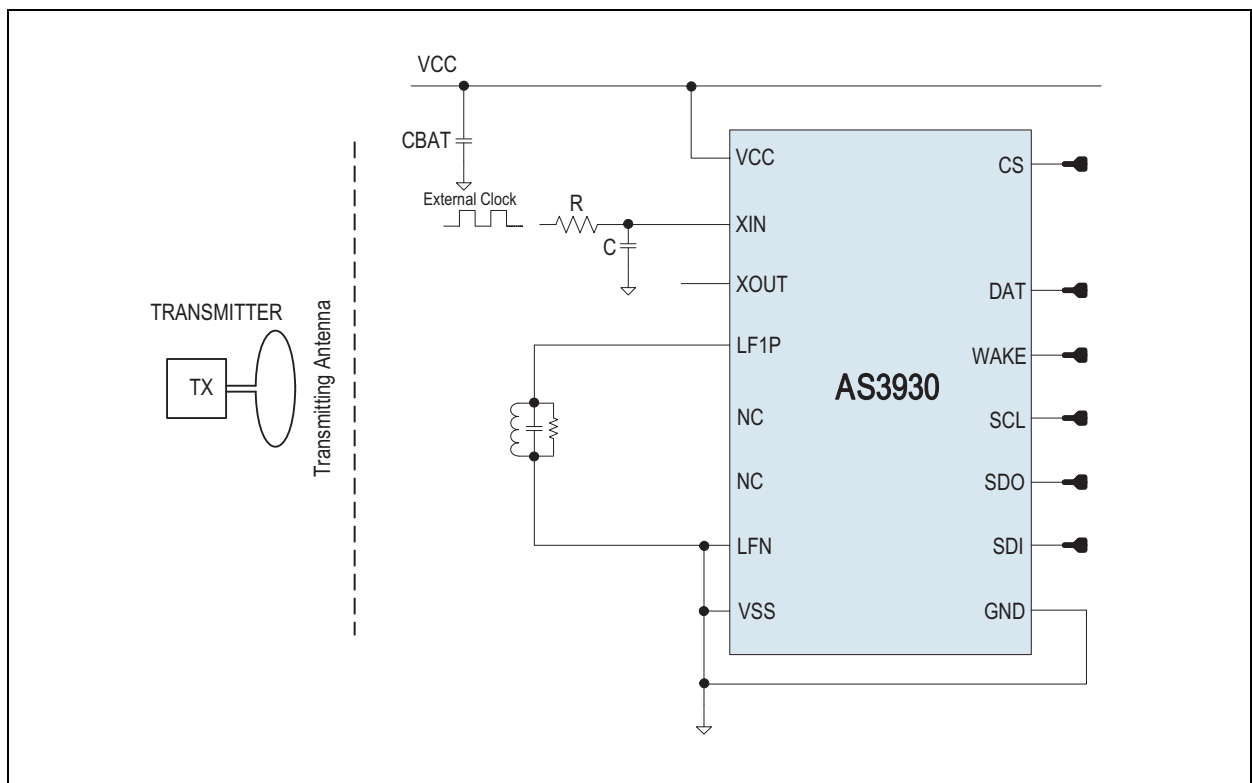 VCC
CBAT
External Clock
R
C
TRANSMITTER
TX
Transmitting Antenna
VCC
XIN
XOUT
LF1P
NC
NC
LFN
VSS
AS3930
CS
DAT
WAKE
SCL
SDO
SDI
GND